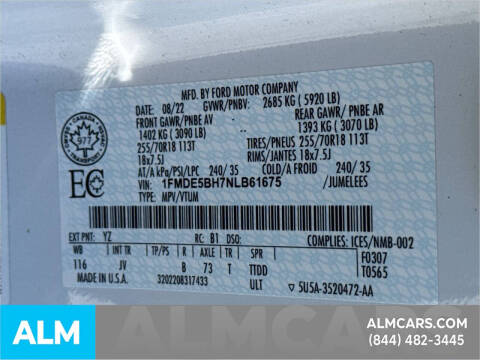 MFD. BY FORD MOTOR COMPANY
DATE: 08/22 GVWR/PNBV: 2685 KG ( 5920 LB)
FRONT GAWR/PNBE AV REAR GAWR/ PNBE AR
1402 KG ( 3090 LB) 1393 KG ( 3070 LB)
255/70R18 113T TIRES/PNEUS 255/70R18 113T
18x7.5J RIMS/JANTES 18x7.5J
AT/A kPa/PSI/LPC 240/ 35 COLD/A FROID 240/ 35
VIN: 1FMDE5BH7NLB61675 /JUMELEES
TYPE: MPV/VTUM
CANADA
977
TRANSPORT
EC
EXT PNT: YZ RC: B1 DSO: COMPLIES: ICES/NMB-002
WB INT TR TP/PS R AXLE TR SPR F0307
116 JV B 73 T TTDD T0565
MADE IN U.S.A. 3202208317433 ULT 5U5A-3520472-AA
ALM
ALMCARS
ALMCARS.COM
(844) 482-3445